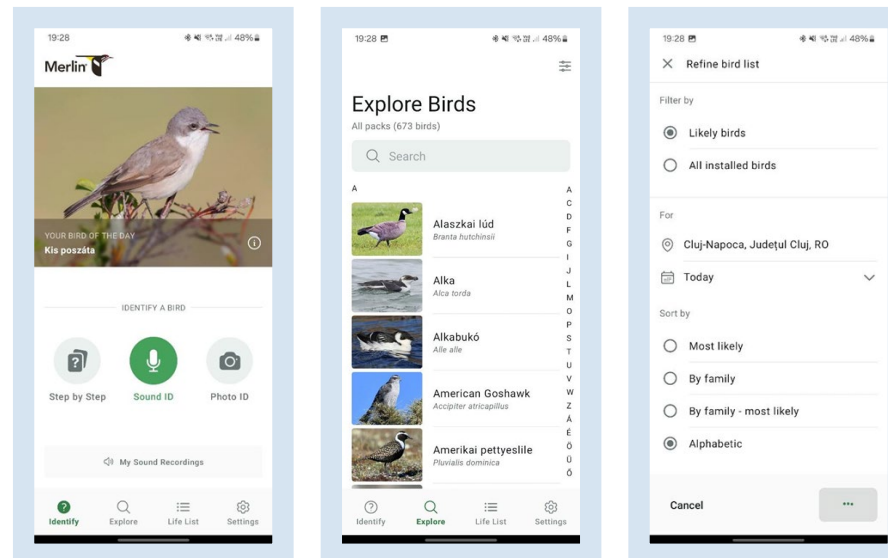 19:28
48%
Merlin
YOUR BIRD OF THE DAY
Kis poszáta
IDENTIFY A BIRD
Step by Step
Sound ID
Photo ID
My Sound Recordings
Identify
Explore
Life List
Settings
19:28
48%
Explore Birds
All packs (673 birds)
Search
A
Alaszkai lúd
Branta hutchinsii
Alka
Alca torda
Alkabukó
Alle alle
American Goshawk
Accipiter atricapillus
Amerikai pettyeslile
Pluvialis dominica
A
C
D
F
G
I
J
L
M
O
P
S
T
U
V
W
Z
Á
É
Ö
Ü
Ő
Identify
Explore
Life List
Settings
19:28
48%
Refine bird list
Filter by
Likely birds
All installed birds
For
Cluj-Napoca, Județul Cluj, RO
Today
Sort by
Most likely
By family
By family - most likely
Alphabetic
Cancel